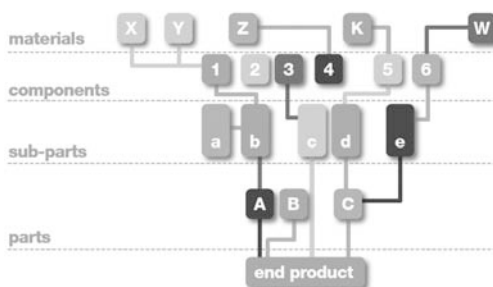 X Y Z K W
materials
1 2 3 4 5 6
components
a b c d e
sub-parts
A B C
parts
end product